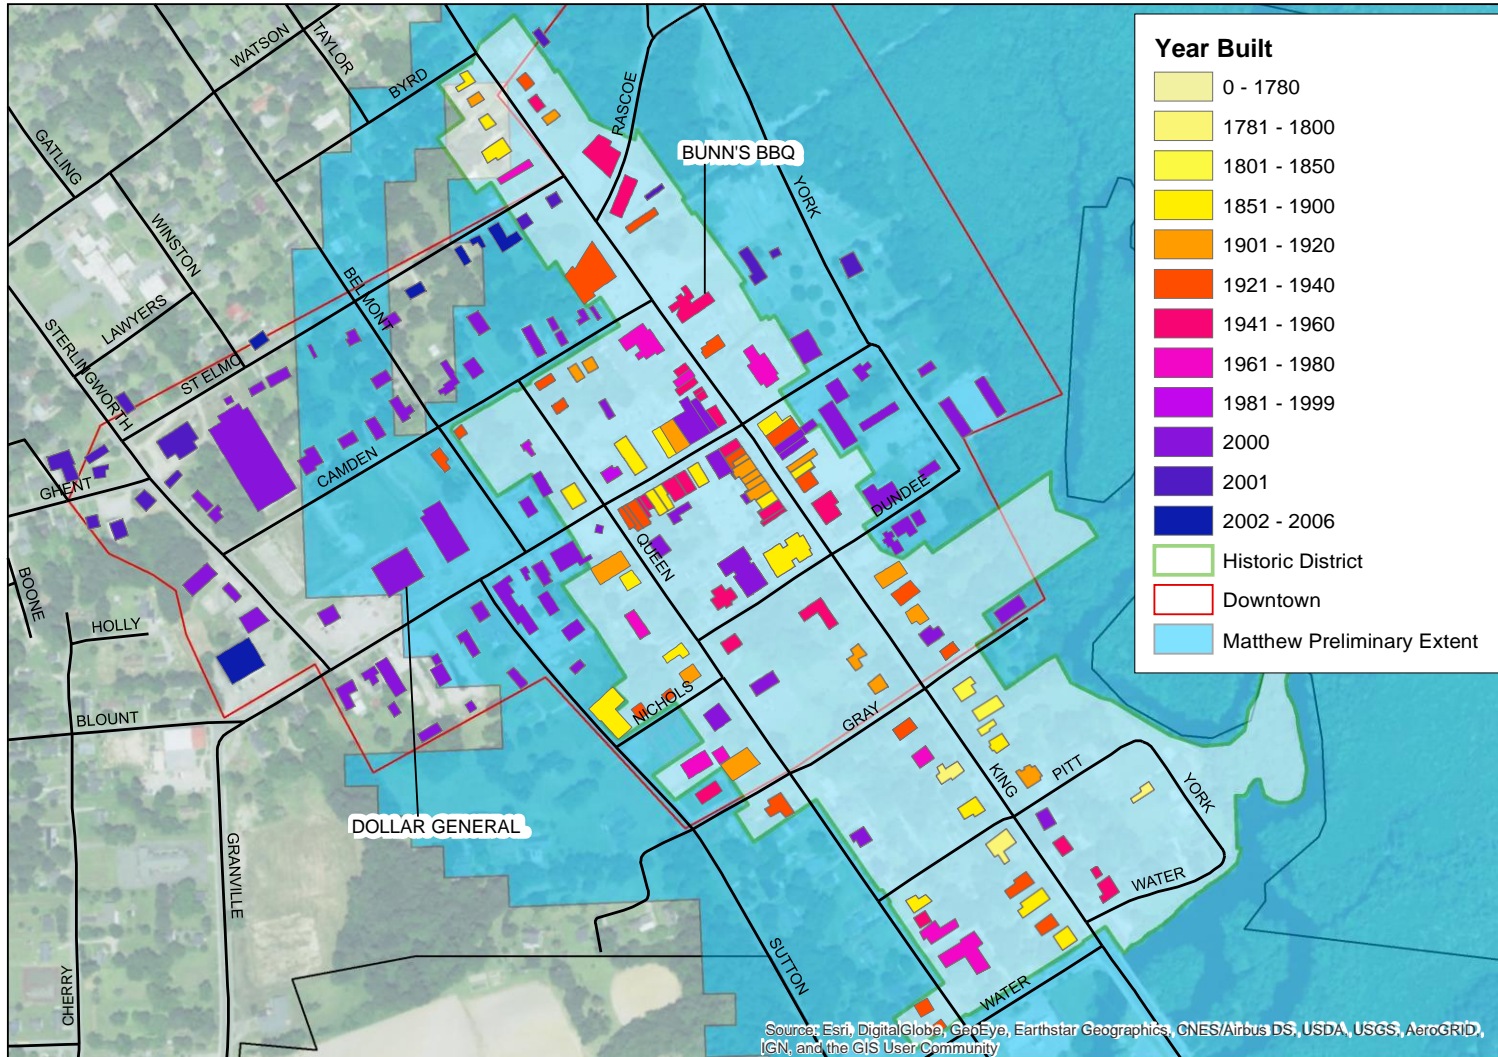 WATSON
TAYLOR
BYRD
RASCOE
GATLING
BUNN'S BBQ
YORK
WINSTON
BELMONT
LAWYERS
STERLINGWORTH
ST ELMO
CAMDEN
GHENT
DUNDEE
QUEEN
BOONE
HOLLY
NICHOLS
BLOUNT
GRAY
KING
PITT
YORK
DOLLAR GENERAL
GRANVILLE
WATER
SUTTON
CHERRY
WATER
Year Built
0 - 1780
1781 - 1800
1801 - 1850
1851 - 1900
1901 - 1920
1921 - 1940
1941 - 1960
1961 - 1980
1981 - 1999
2000
2001
2002 - 2006
Historic District
Downtown
Matthew Preliminary Extent
Source: Esri, DigitalGlobe, GeoEye, Earthstar Geographics, CNES/Airbus DS, USDA, USGS, AeroGRID,
IGN, and the GIS User Community